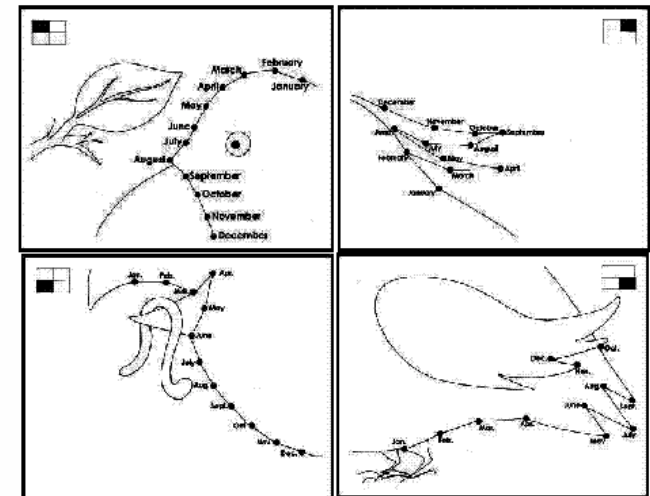 February
March
January
April
May
June
July
August
September
October
November
December
December
November
October
September
June
July
August
February
May
April
March
January
Jan.
Feb.
Apr.
Mar.
May
June
July
Aug.
Sept.
Oct.
Nov.
Dec.
Oct.
Dec.
Nov.
Aug.
Sept.
June
July
May
Jan.
Feb.
Mar.
Apr.